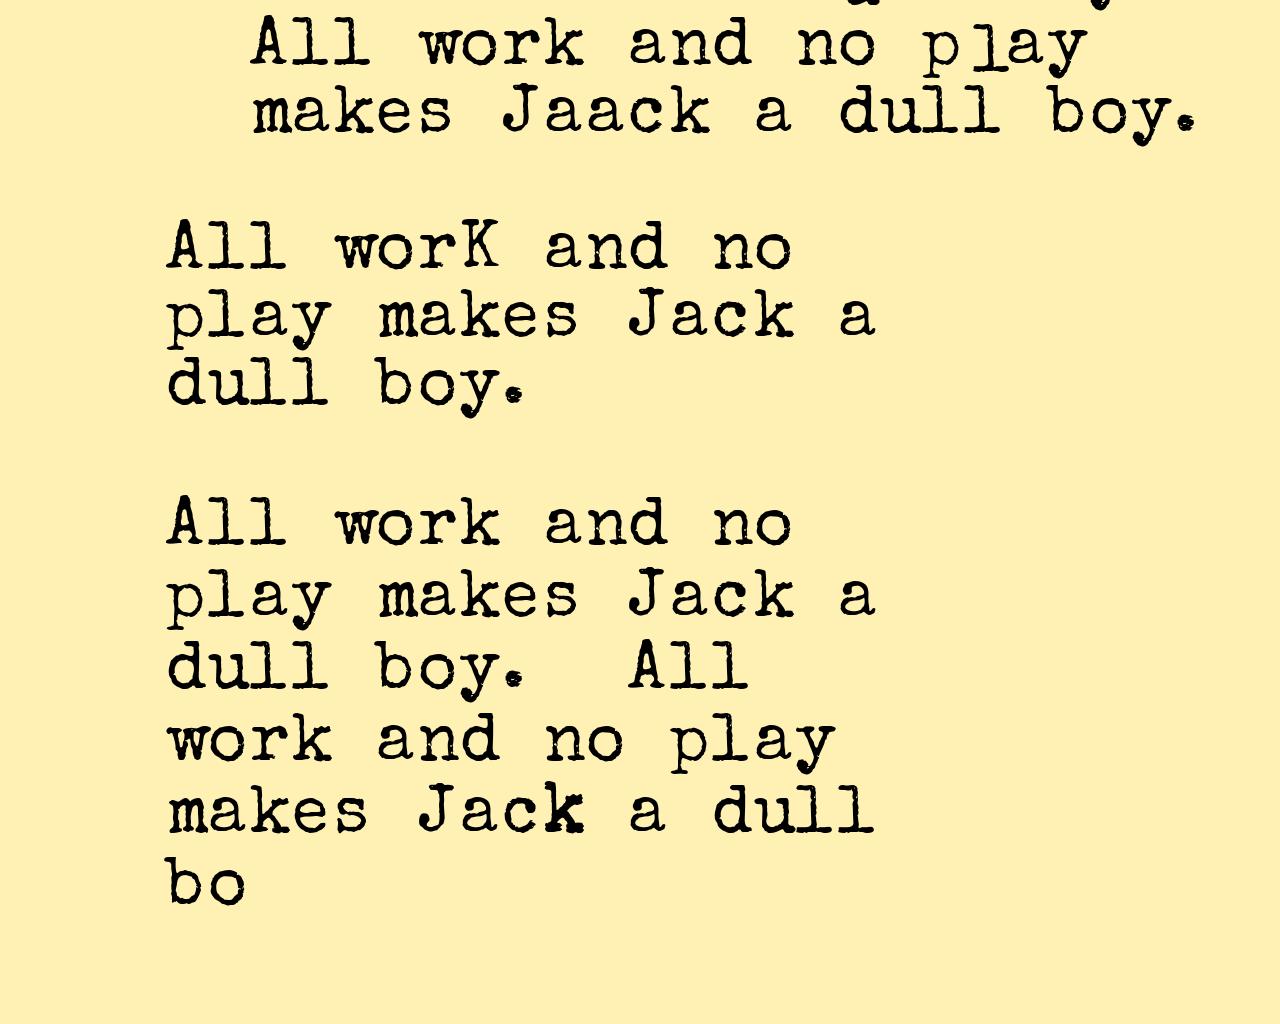 All work and no play
makes Jaack a dull boy.
All worK and no
play makes Jack a
dull boy.
All work and no
play makes Jack a
dull boy.  All
work and no play
makes Jack a dull
bo